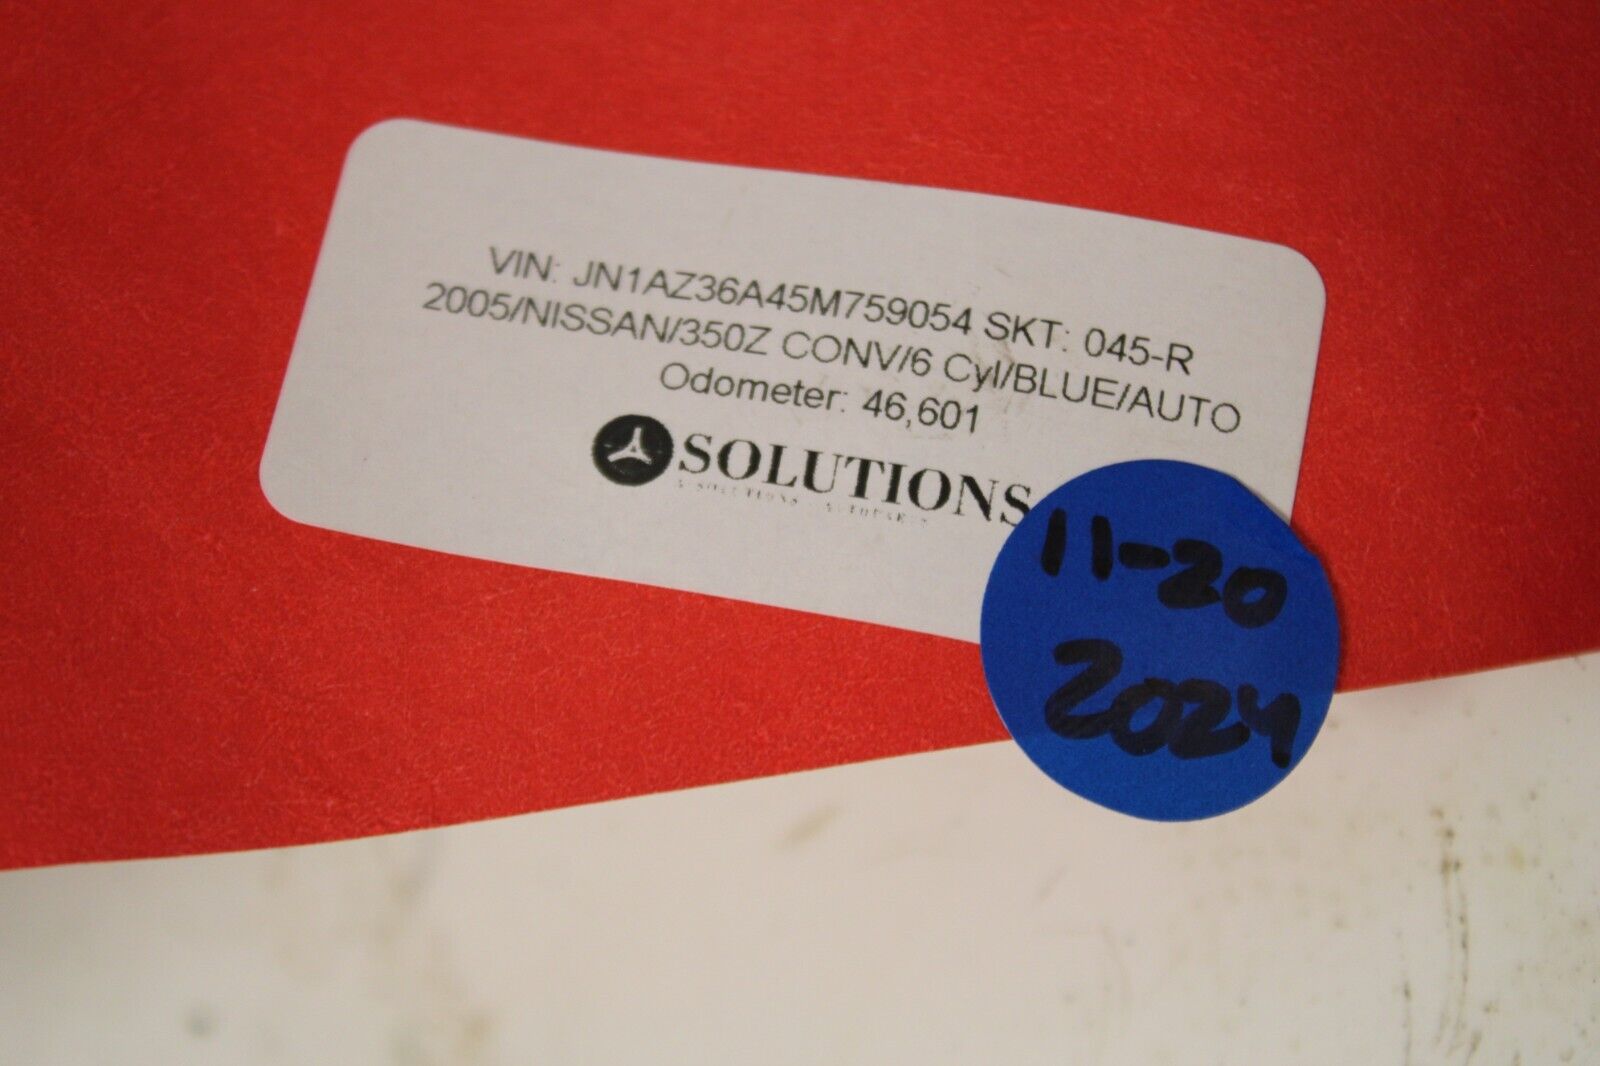 VIN: JN1AZ36A45M759054 SKT: 045-R
2005/NISSAN/350Z CONV/6 Cyl/BLUE/AUTO
Odometer: 46,601
SOLUTIONS
11-20
2024